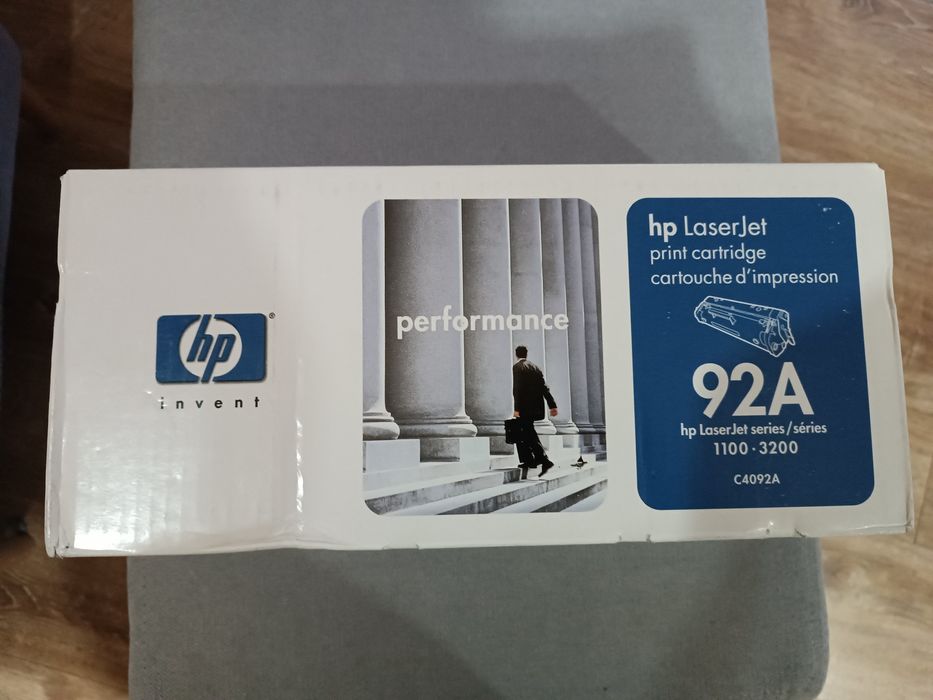 hp
®
invent
performance
hp LaserJet
print cartridge
cartouche d'impression
92A
hp LaserJet series/séries
1100 · 3200
C4092A